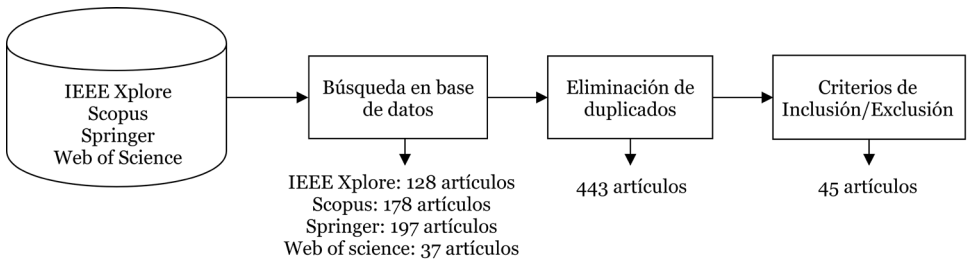 IEEE Xplore
Scopus
Springer
Web of Science
Búsqueda en base
de datos
IEEE Xplore: 128 artículos
Scopus: 178 artículos
Springer: 197 artículos
Web of science: 37 artículos
Eliminación de
duplicados
443 artículos
Criterios de
Inclusión/Exclusión
45 artículos